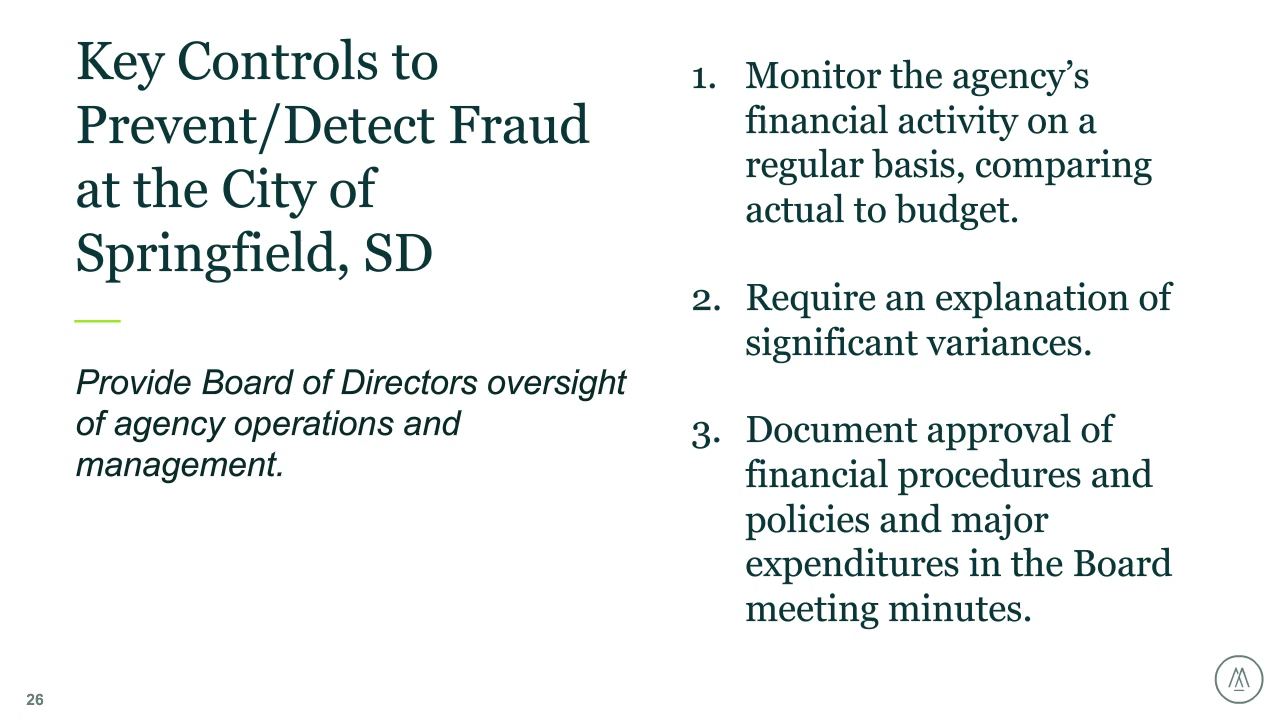 Key Controls to
Prevent/Detect Fraud
at the City of
Springfield, SD
Provide Board of Directors oversight
of agency operations and
management.
1. Monitor the agency’s
financial activity on a
regular basis, comparing
actual to budget.
2. Require an explanation of
significant variances.
3. Document approval of
financial procedures and
policies and major
expenditures in the Board
meeting minutes.
26